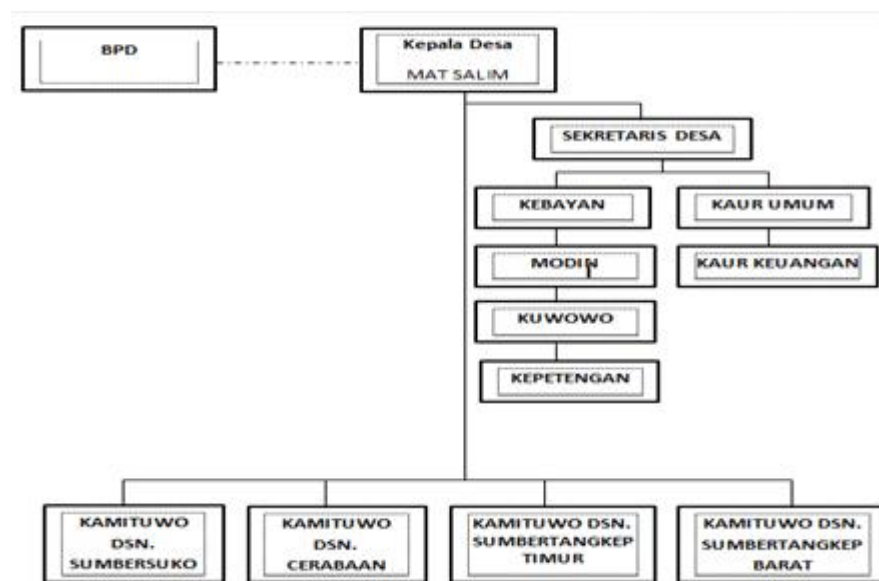 BPD
Kepala Desa
MAT SALIM
SEKRETARIS DESA
KEBAYAN
KAUR UMUM
MODIN
KAUR KEUANGAN
KUWOWO
KEPETENGAN
KAMITUWO
DSN.
SUMBERSUKO
KAMITUWO
DSN.
CERABAAN
KAMITUWO DSN.
SUMBERTANGKEP
TIMUR
KAMITUWO DSN.
SUMBERTANGKEP
BARAT